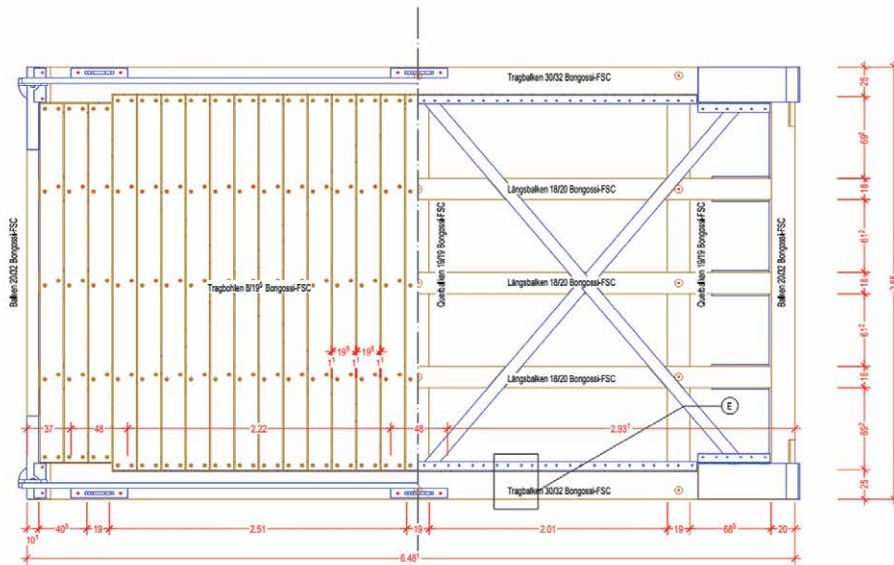 Tragbalken 30/32 Bongossi-FSC
Balken 20/32 Bongossi-FSC
Tragbohlen 8/19⁵ Bongossi-FSC
Querbalken 19/19 Bongossi-FSC
Längsbalken 18/20 Bongossi-FSC
Längsbalken 18/20 Bongossi-FSC
Längsbalken 18/20 Bongossi-FSC
Querbalken 19/19 Bongossi-FSC
Balken 20/32 Bongossi-FSC
19⁵ 19⁵
1¹ 1¹ 1¹
E
37 48 2.22 48 2.93¹
Tragbalken 30/32 Bongossi-FSC
10¹ 40⁵ 19 2.51 19 2.01 19 68⁵ 20
6.48¹
25
69²
18
61²
18
61²
18
69²
25